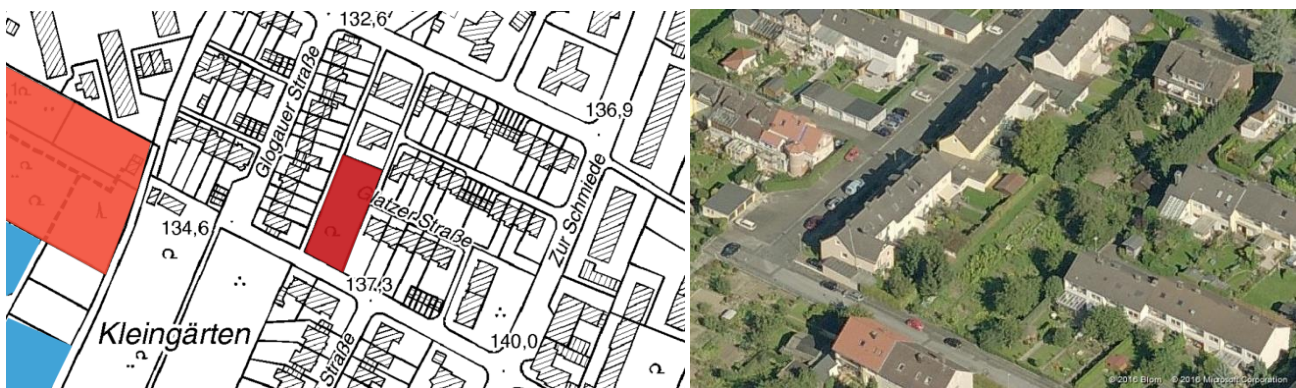 132,6
Glogauer Straße
136,9
Glatzer Straße
Zur Schmiede
134,6
137,3
Kleingärten
Straße
140,0
© 2016 Blom © 2016 Microsoft Corporation